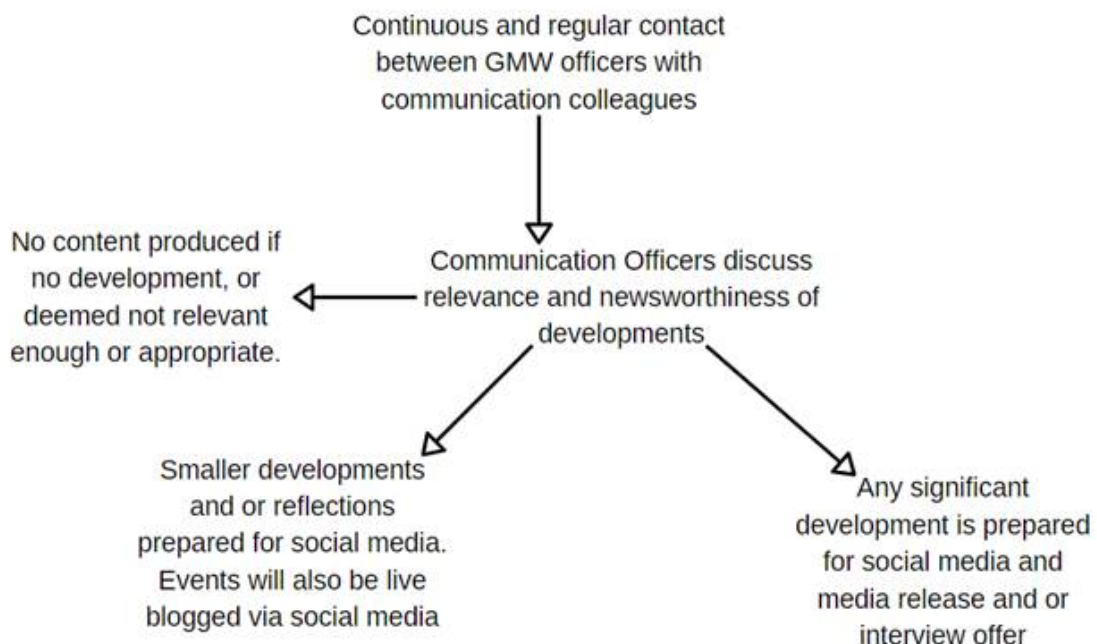 Continuous and regular contact
between GMW officers with
communication colleagues
No content produced if
no development, or
deemed not relevant
enough or appropriate.
Communication Officers discuss
relevance and newsworthiness of
developments
Smaller developments
and or reflections
prepared for social media.
Events will also be live
blogged via social media
Any significant
development is prepared
for social media and
media release and or
interview offer